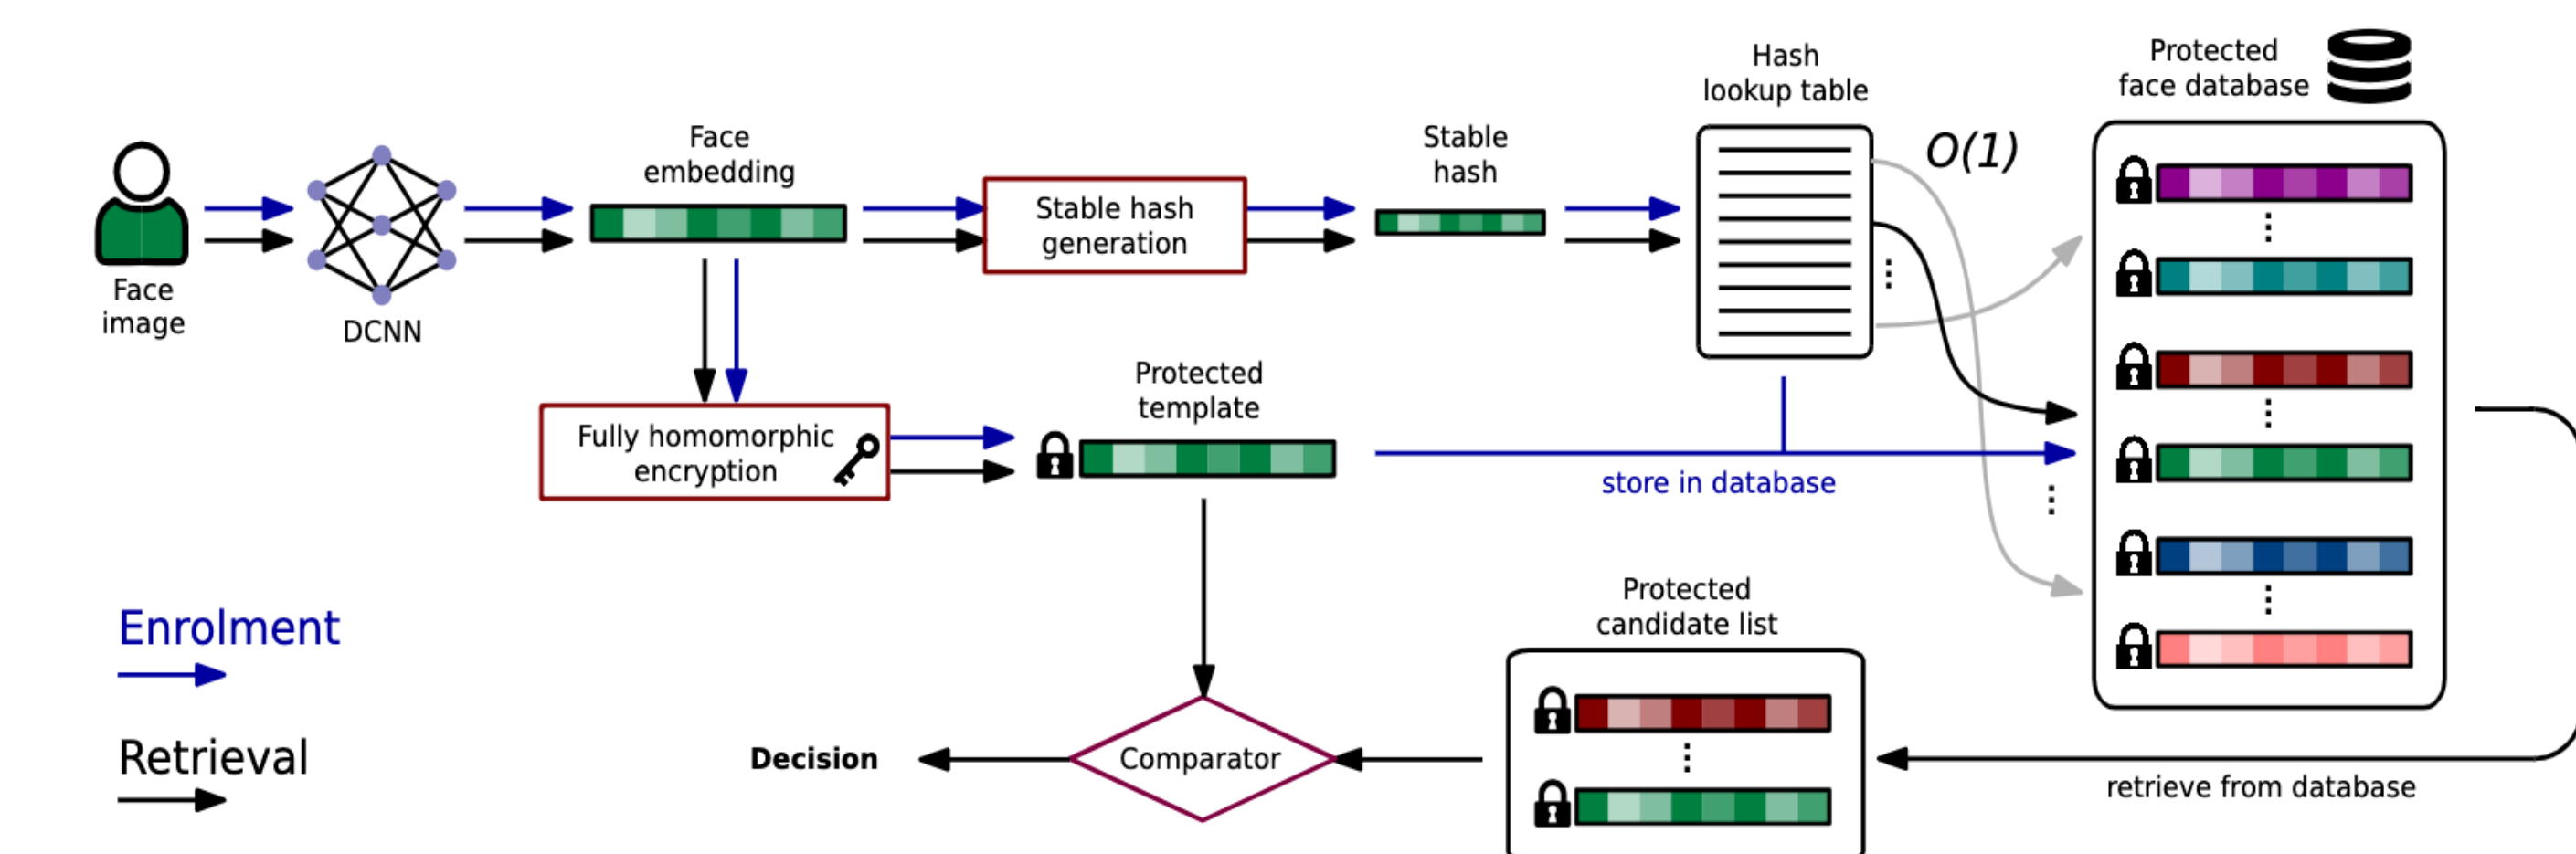 Face
image
DCNN
Face
embedding
Stable hash
generation
Stable
hash
Hash
lookup table
O(1)
Protected
face database
Fully homomorphic
encryption
Protected
template
store in database
Enrolment
Retrieval
Decision
Comparator
Protected
candidate list
retrieve from database